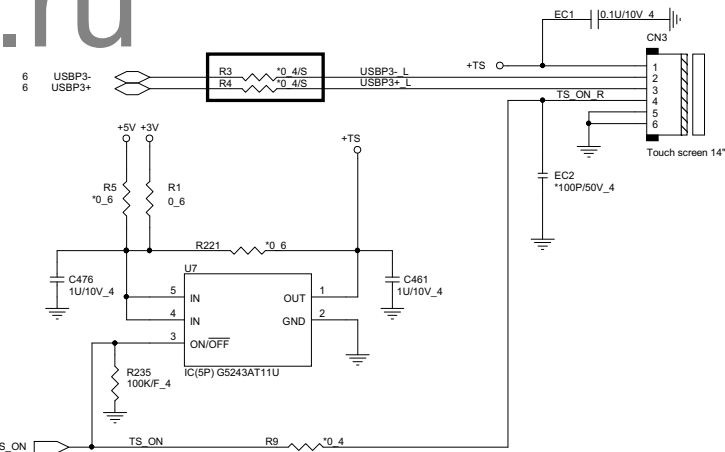 .ru
EC1 0.1U/10V_4
CN3
6 USBP3-
6 USBP3+
R3 *0_4/S USBP3-_L
R4 *0_4/S USBP3+_L
+TS
TS_ON_R
1
2
3
4
5
6
Touch screen 14"
EC2
*100P/50V_4
+5V +3V
+TS
R5
*0_6
R1
0_6
R221 *0_6
C476
1U/10V_4
U7
5 IN
4 IN
3 ON/OFF
OUT 1
GND 2
IC(5P) G5243AT11U
C461
1U/10V_4
R235
100K/F_4
S_ON
TS_ON
R9 *0_4